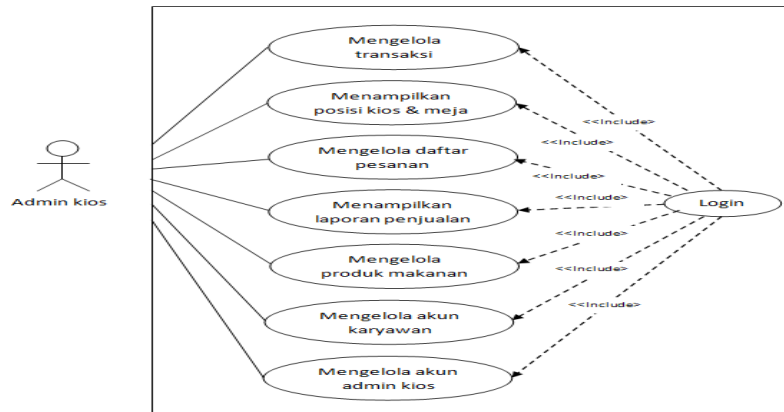 Mengelola
transaksi
Menampilkan
posisi kios & meja
<<Include>
<<Include>
Mengelola daftar
pesanan
<<Include>
Admin kios
Menampilkan
laporan penjualan
<<Include>
Login
<<Include>
Mengelola
produk makanan
<<Include>
Mengelola akun
karyawan
<<Include>
Mengelola akun
admin kios